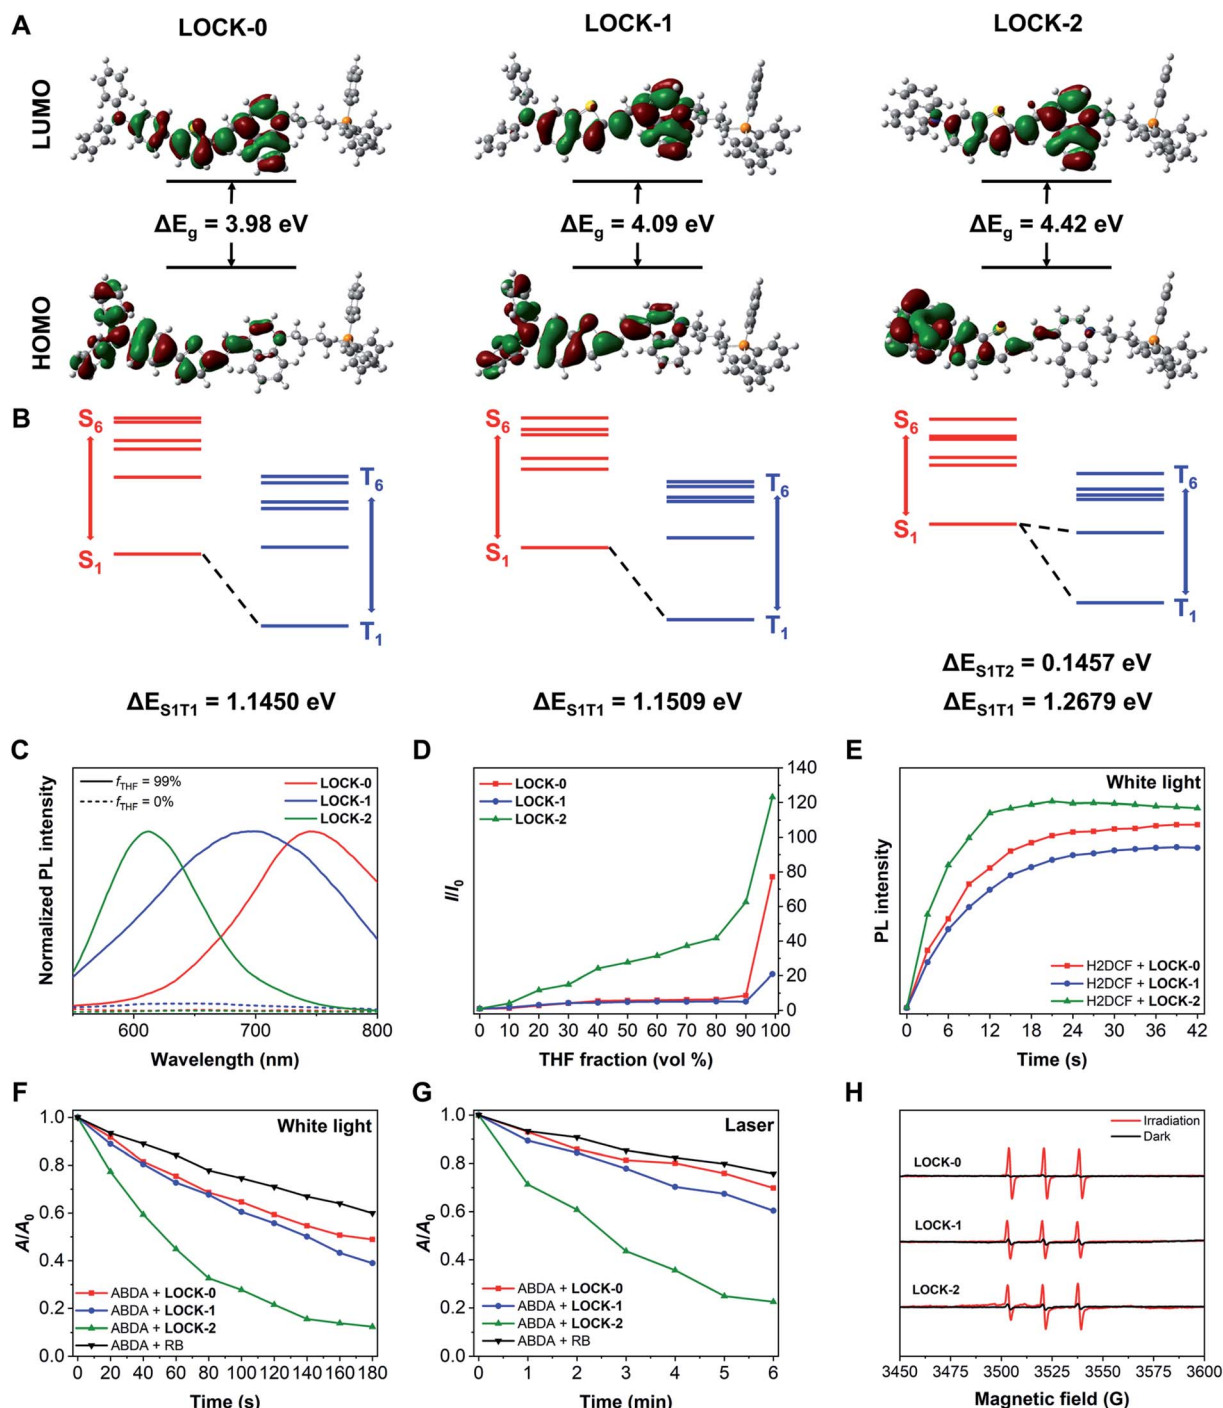 A
LOCK-0
LOCK-1
LOCK-2
LUMO
ΔEg = 3.98 eV
ΔEg = 4.09 eV
ΔEg = 4.42 eV
HOMO
B
S6
T6
S1
T1
S6
T6
S1
T1
S6
T6
S1
T1
ΔES1T1 = 1.1450 eV
ΔES1T1 = 1.1509 eV
ΔES1T2 = 0.1457 eV
ΔES1T1 = 1.2679 eV
C
Normalized PL intensity
fTHF = 99%
fTHF = 0%
LOCK-0
LOCK-1
LOCK-2
600 700 800
Wavelength (nm)
D
LOCK-0
LOCK-1
LOCK-2
I/I0
140
120
100
80
60
40
20
0
0 10 20 30 40 50 60 70 80 90 100
THF fraction (vol %)
E
White light
PL intensity
H2DCF + LOCK-0
H2DCF + LOCK-1
H2DCF + LOCK-2
0 6 12 18 24 30 36 42
Time (s)
F
White light
A/A0
1.0
0.8
0.6
0.4
0.2
0.0
ABDA + LOCK-0
ABDA + LOCK-1
ABDA + LOCK-2
ABDA + RB
0 20 40 60 80 100 120 140 160 180
Time (s)
G
Laser
A/A0
1.0
0.8
0.6
0.4
0.2
0.0
ABDA + LOCK-0
ABDA + LOCK-1
ABDA + LOCK-2
ABDA + RB
0 1 2 3 4 5 6
Time (min)
H
Irradiation
Dark
LOCK-0
LOCK-1
LOCK-2
3450 3475 3500 3525 3550 3575 3600
Magnetic field (G)